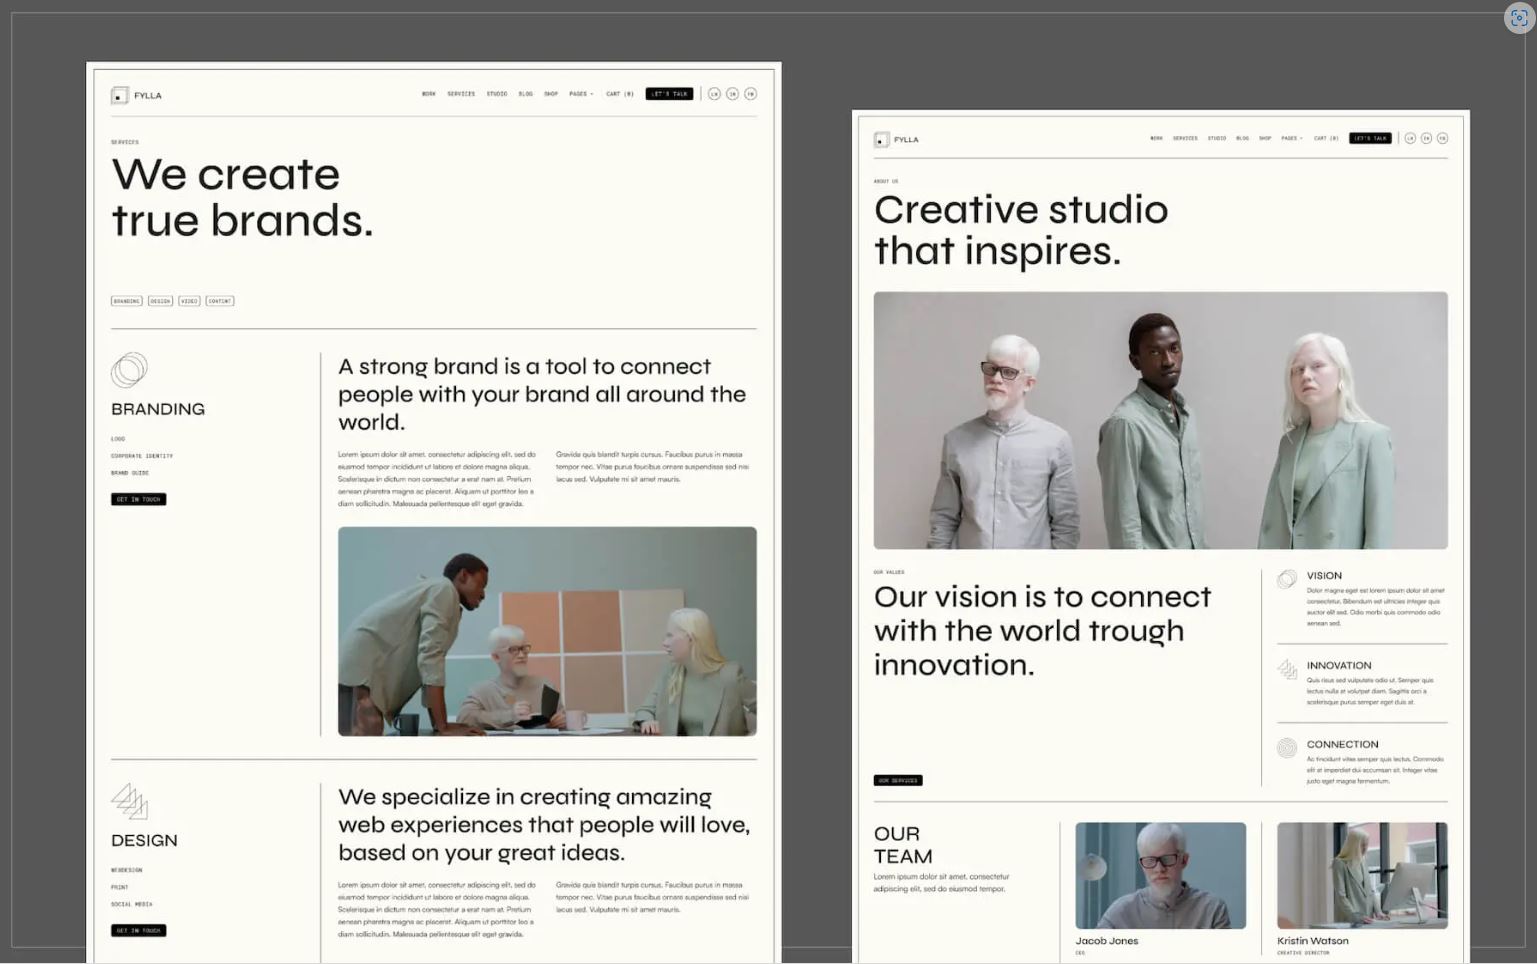 FYLLA
WORK SERVICES STUDIO BLOG SHOP PAGES CART (0) LET'S TALK LN IN FB
SERVICES
We create
true brands.
BRANDING DESIGN VIDEO CONTENT
BRANDING
LOGO
CORPORATE IDENTITY
BRAND GUIDE
GET IN TOUCH
A strong brand is a tool to connect
people with your brand all around the
world.
Lorem ipsum dolor sit amet, consectetur adipiscing elit, sed do
eiusmod tempor incididunt ut labore et dolore magna aliqua.
Scelerisque in dictum non consectetur a erat nam at. Pretium
aenean pharetra magna ac placerat. Aliquam ut porttitor leo a
diam sollicitudin. Malesuada pellentesque elit eget gravida.
Gravida quis blandit turpis cursus. Faucibus purus in massa
tempor nec. Vitae purus faucibus ornare suspendisse sed nisi
lacus sed. Vulputate mi sit amet mauris.
DESIGN
WEBDESIGN
PRINT
SOCIAL MEDIA
GET IN TOUCH
We specialize in creating amazing
web experiences that people will love,
based on your great ideas.
Lorem ipsum dolor sit amet, consectetur adipiscing elit, sed do
eiusmod tempor incididunt ut labore et dolore magna aliqua.
Scelerisque in dictum non consectetur a erat nam at. Pretium
aenean pharetra magna ac placerat. Aliquam ut porttitor leo a
diam sollicitudin. Malesuada pellentesque elit eget gravida.
Gravida quis blandit turpis cursus. Faucibus purus in massa
tempor nec. Vitae purus faucibus ornare suspendisse sed nisi
lacus sed. Vulputate mi sit amet mauris.
FYLLA
WORK SERVICES STUDIO BLOG SHOP PAGES CART (0) LET'S TALK LN IN FB
ABOUT US
Creative studio
that inspires.
OUR VALUES
Our vision is to connect
with the world trough
innovation.
OUR SERVICES
VISION
Dolor magna eget est lorem ipsum dolor sit amet
consectetur. Bibendum est ultricies integer quis
auctor elit sed. Odio morbi quis commodo odio
aenean sed.
INNOVATION
Quis risus sed vulputate odio ut. Semper quis
lectus nulla at volutpat diam. Sagittis orci a
scelerisque purus semper eget duis at.
CONNECTION
Ac tincidunt vitae semper quis lectus. Commodo
elit at imperdiet dui accumsan sit. Integer vitae
justo eget magna fermentum.
OUR
TEAM
Lorem ipsum dolor sit amet, consectetur
adipiscing elit, sed do eiusmod tempor.
Jacob Jones
CEO
Kristin Watson
CREATIVE DIRECTOR